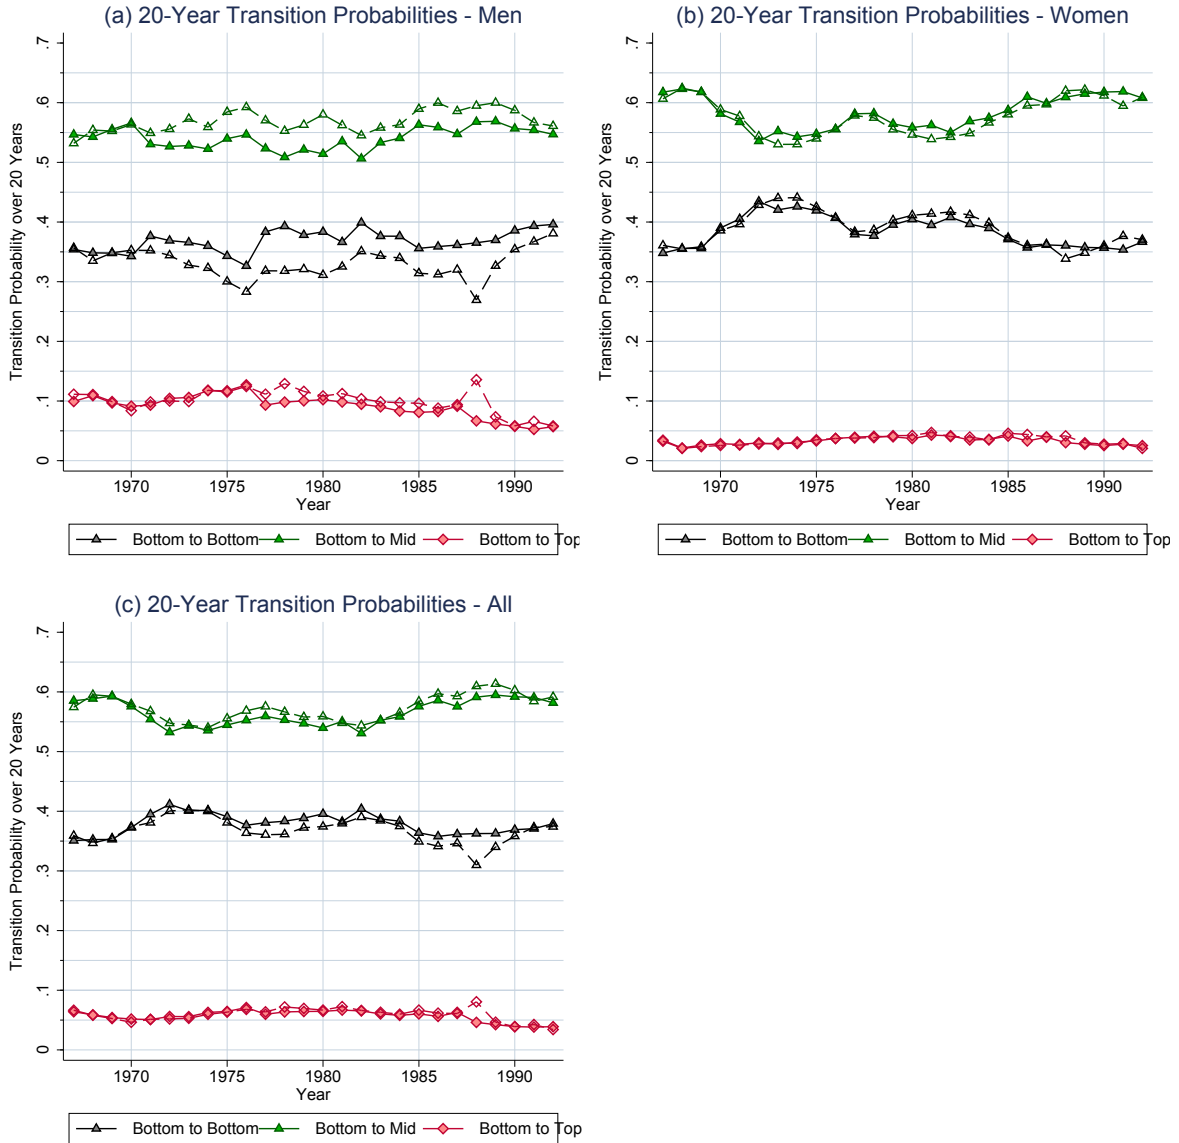 (a) 20-Year Transition Probabilities - Men
Transition Probability over 20 Years
.7
.6
.5
.4
.3
.2
.1
0
1970 1975 1980 1985 1990
Year
Bottom to Bottom Bottom to Mid Bottom to Top
(b) 20-Year Transition Probabilities - Women
Transition Probability over 20 Years
.7
.6
.5
.4
.3
.2
.1
0
1970 1975 1980 1985 1990
Year
Bottom to Bottom Bottom to Mid Bottom to Top
(c) 20-Year Transition Probabilities - All
Transition Probability over 20 Years
.7
.6
.5
.4
.3
.2
.1
0
1970 1975 1980 1985 1990
Year
Bottom to Bottom Bottom to Mid Bottom to Top